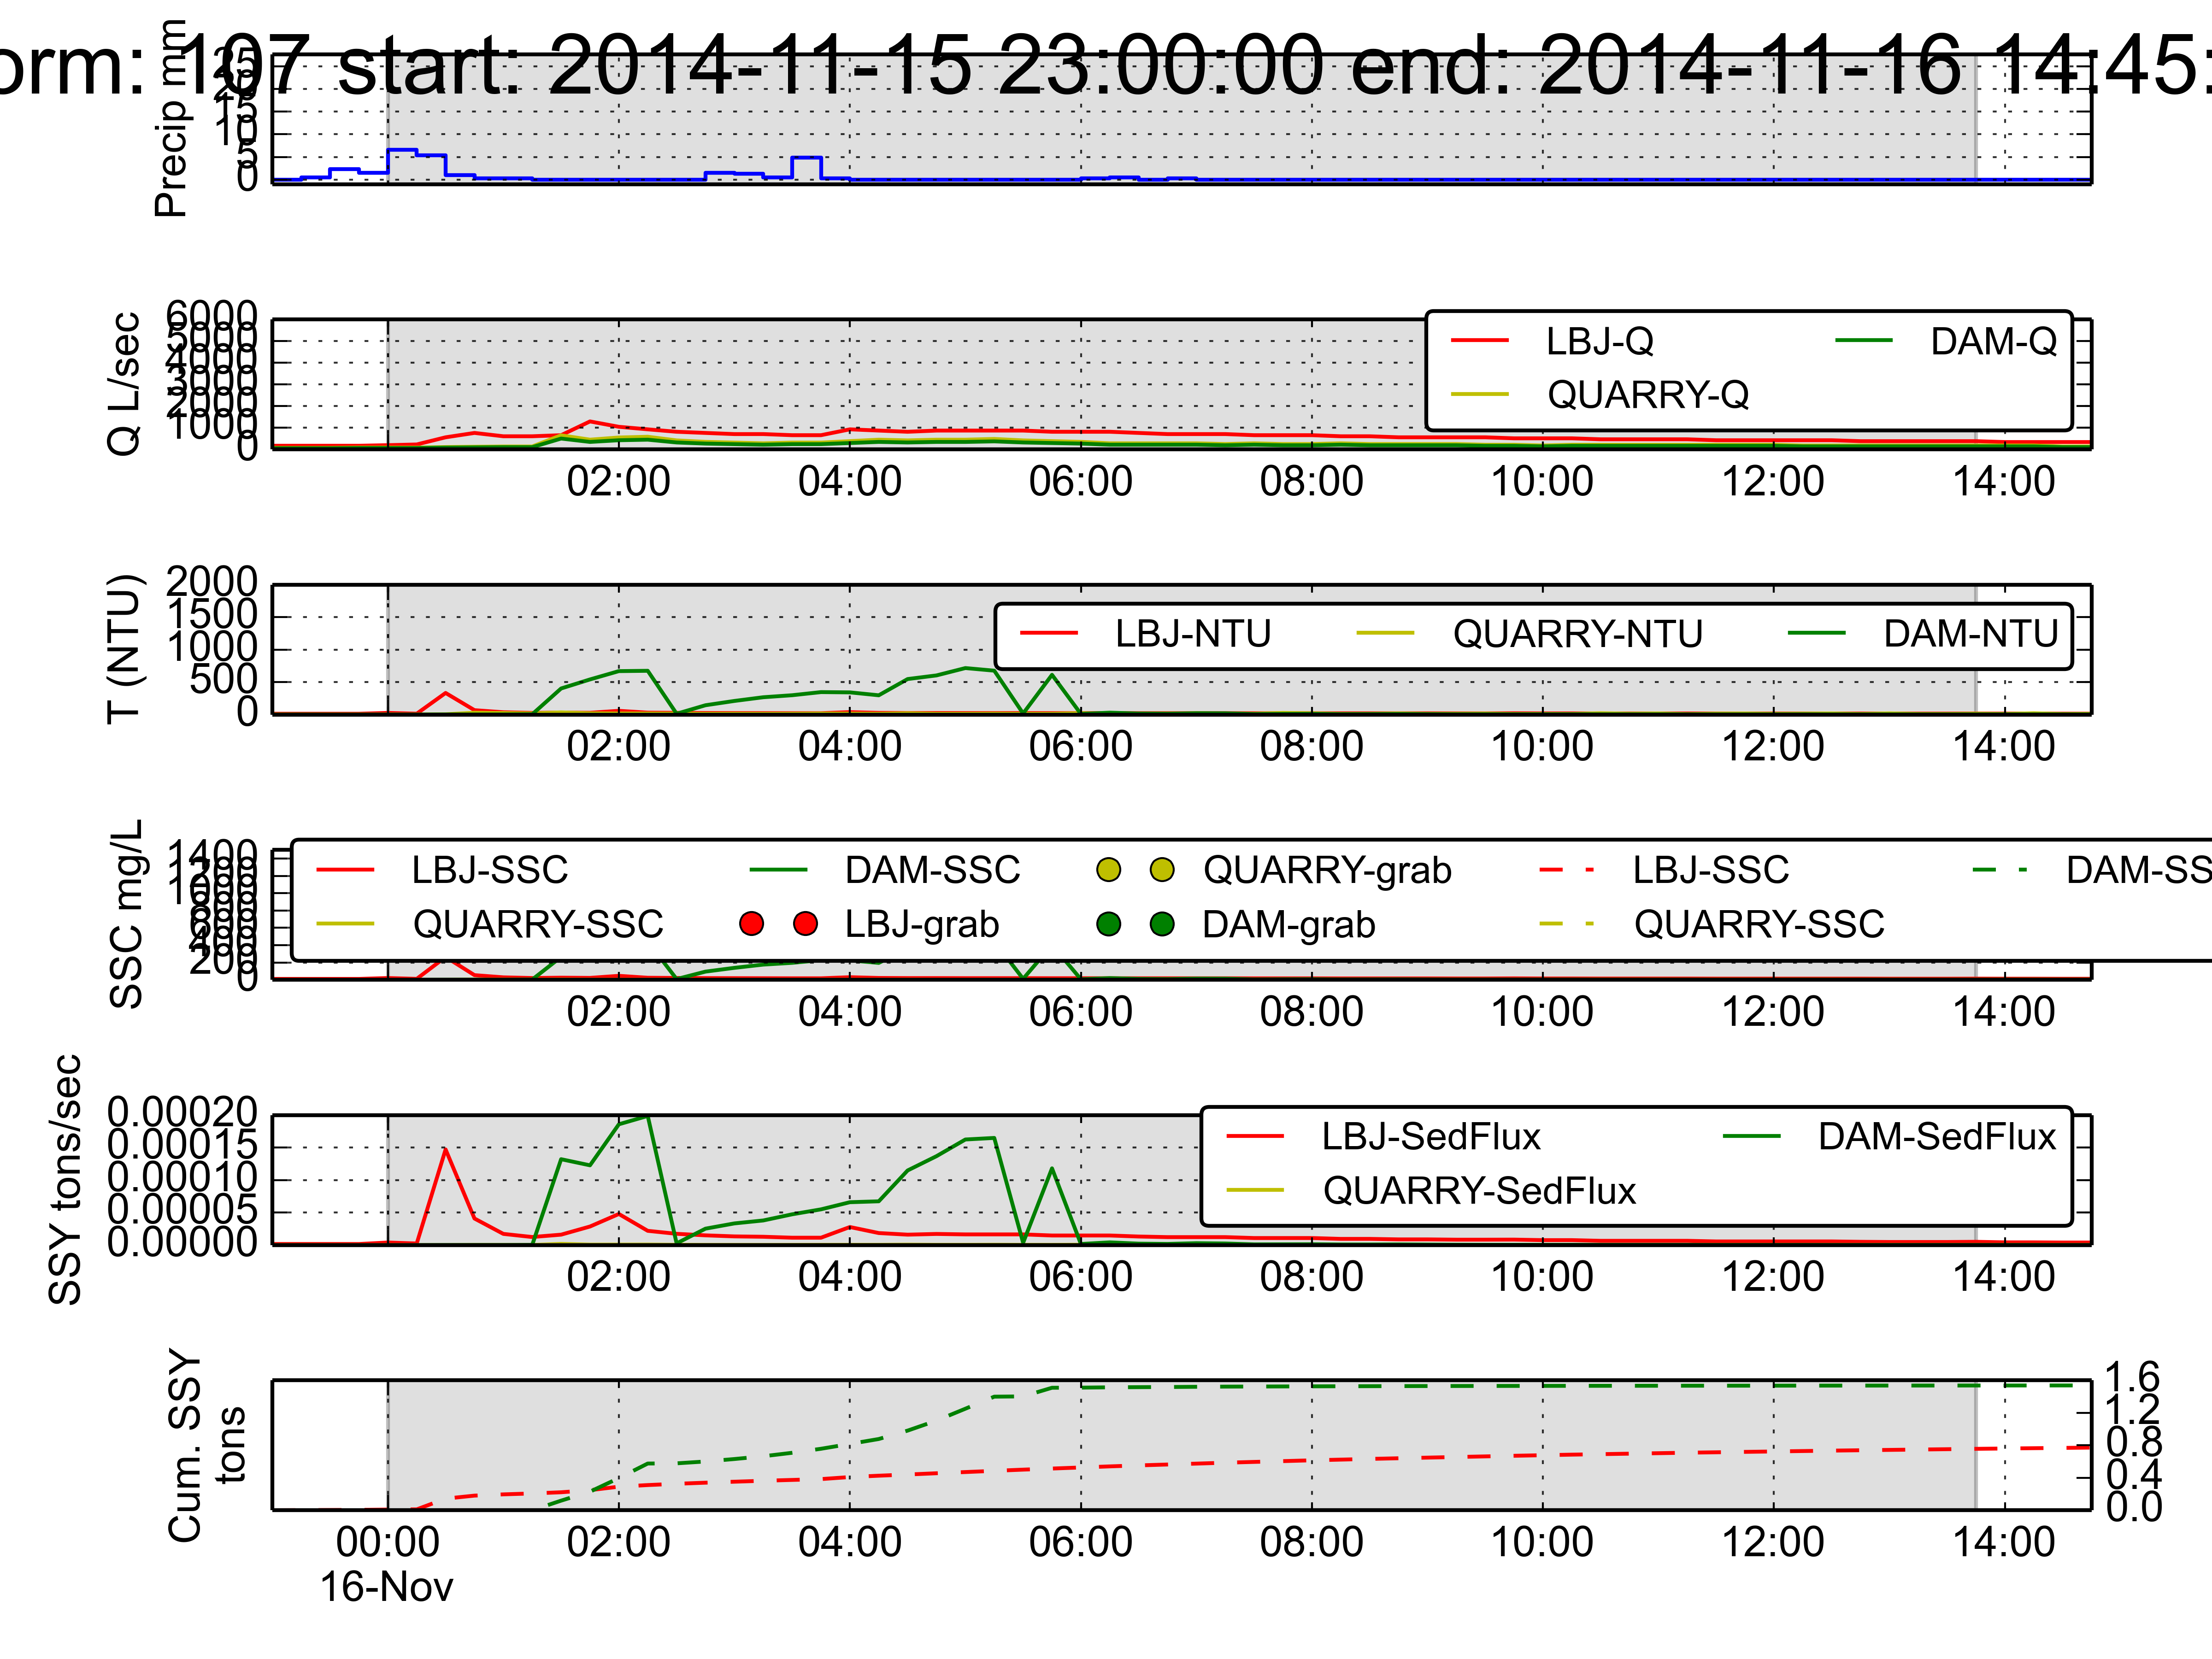 orm: 107 start: 2014-11-15 23:00:00 end: 2014-11-16 14:45:
Precip mm
25
20
15
10
5
0
Q L/sec
6000
5000
4000
3000
2000
1000
0
LBJ-Q
QUARRY-Q
DAM-Q
02:00 04:00 06:00 08:00 10:00 12:00 14:00
T (NTU)
2000
1500
1000
500
0
LBJ-NTU QUARRY-NTU DAM-NTU
02:00 04:00 06:00 08:00 10:00 12:00 14:00
SSC mg/L
1400
1200
1000
800
600
400
200
0
LBJ-SSC DAM-SSC QUARRY-grab LBJ-SSC DAM-SS
QUARRY-SSC LBJ-grab DAM-grab QUARRY-SSC
02:00 04:00 06:00 08:00 10:00 12:00 14:00
SSY tons/sec
0.00020
0.00015
0.00010
0.00005
0.00000
LBJ-SedFlux DAM-SedFlux
QUARRY-SedFlux
02:00 04:00 06:00 08:00 10:00 12:00 14:00
Cum. SSY
tons
1.6
1.2
0.8
0.4
0.0
00:00 02:00 04:00 06:00 08:00 10:00 12:00 14:00
16-Nov